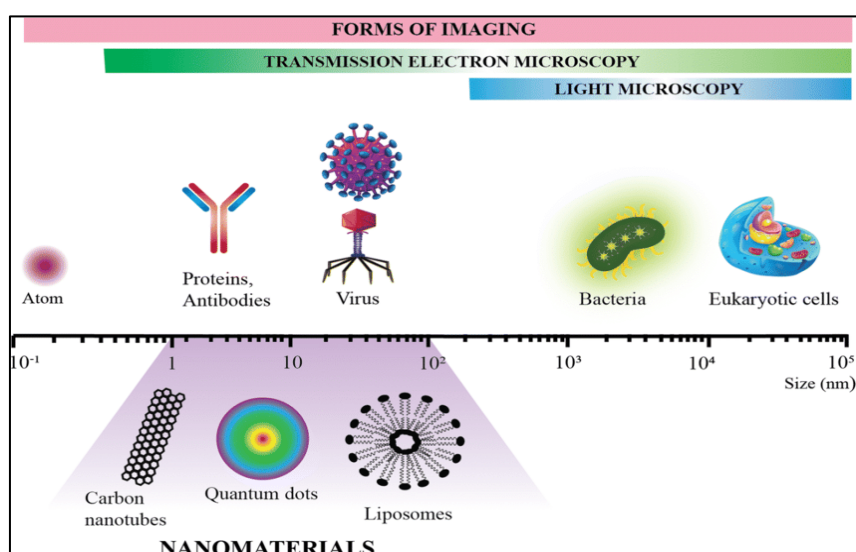 FORMS OF IMAGING
TRANSMISSION ELECTRON MICROSCOPY
LIGHT MICROSCOPY
Atom
Proteins,
Antibodies
Virus
Bacteria
Eukaryotic cells
10⁻¹ 1 10 10² 10³ 10⁴ 10⁵
Size (nm)
Carbon
nanotubes
Quantum dots
Liposomes
NANOMATERIALS